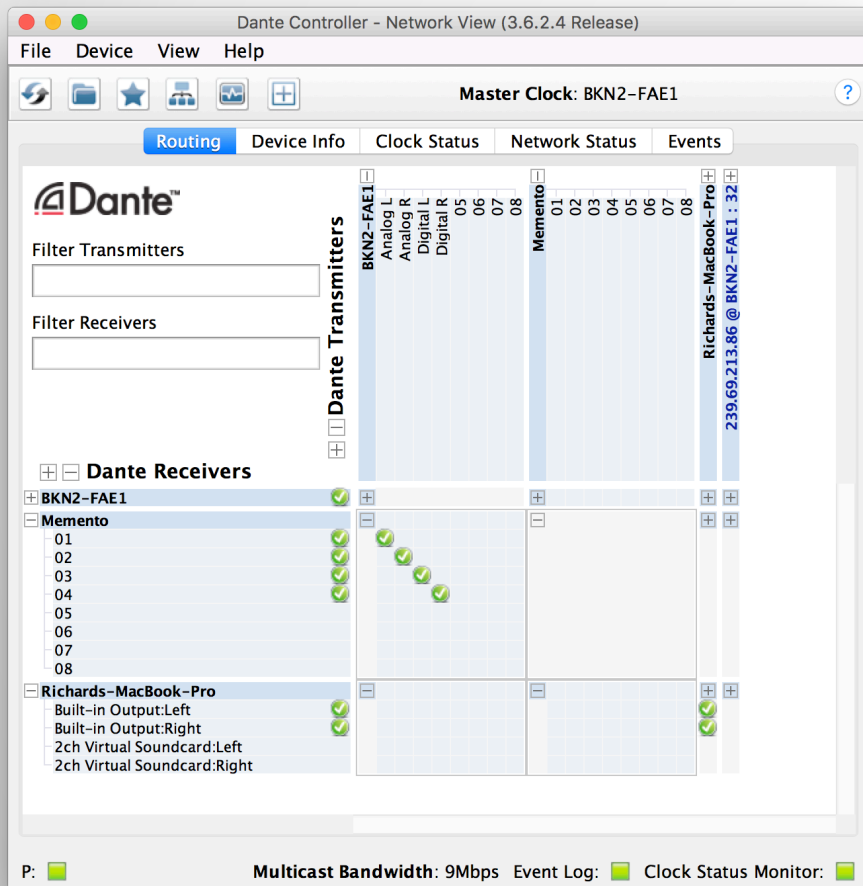 Dante Controller - Network View (3.6.2.4 Release)
File Device View Help
Master Clock: BKN2-FAE1
?
Routing Device Info Clock Status Network Status Events
Dante™
Filter Transmitters
Filter Receivers
Dante Transmitters
BKN2-FAE1
Analog L
Analog R
Digital L
Digital R
05
06
07
08
Memento
01
02
03
04
05
06
07
08
Richards-MacBook-Pro
239.69.213.86 @ BKN2-FAE1 : 32
Dante Receivers
BKN2-FAE1
Memento
01
02
03
04
05
06
07
08
Richards-MacBook-Pro
Built-in Output:Left
Built-in Output:Right
2ch Virtual Soundcard:Left
2ch Virtual Soundcard:Right
P: Multicast Bandwidth: 9Mbps Event Log: Clock Status Monitor: